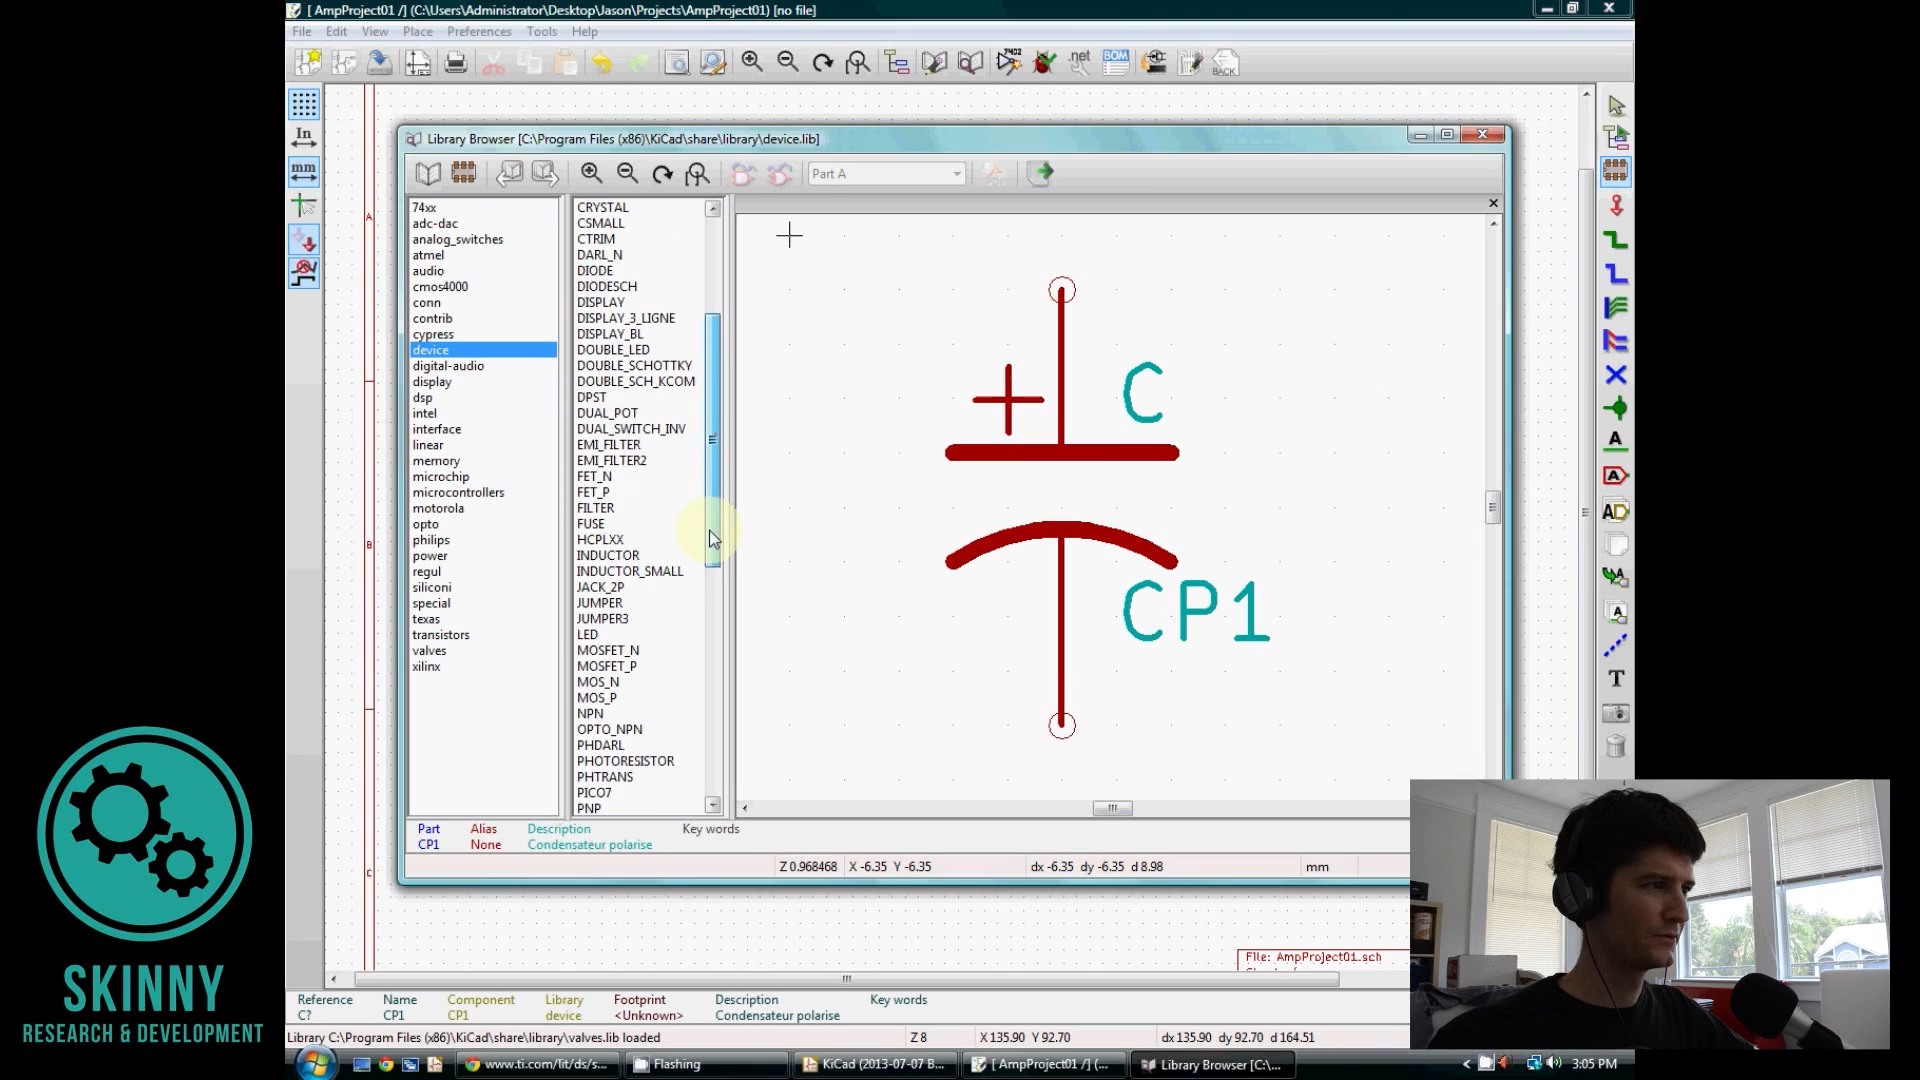 [ AmpProject01 /] (C:\Users\Administrator\Desktop\Jason\Projects\AmpProject01) [no file]
File Edit View Place Preferences Tools Help
7402
.net
BOM
BACK
In
mm
A
B
C
Library Browser [C:\Program Files (x86)\KiCad\share\library\device.lib]
Part A
74xx
adc-dac
analog_switches
atmel
audio
cmos4000
conn
contrib
cypress
device
digital-audio
display
dsp
intel
interface
linear
memory
microchip
microcontrollers
motorola
opto
philips
power
regul
siliconi
special
texas
transistors
valves
xilinx
CRYSTAL
CSMALL
CTRIM
DARL_N
DIODE
DIODESCH
DISPLAY
DISPLAY_3_LIGNE
DISPLAY_BL
DOUBLE_LED
DOUBLE_SCHOTTKY
DOUBLE_SCH_KCOM
DPST
DUAL_POT
DUAL_SWITCH_INV
EMI_FILTER
EMI_FILTER2
FET_N
FET_P
FILTER
FUSE
HCPLXX
INDUCTOR
INDUCTOR_SMALL
JACK_2P
JUMPER
JUMPER3
LED
MOSFET_N
MOSFET_P
MOS_N
MOS_P
NPN
OPTO_NPN
PHDARL
PHOTORESISTOR
PHTRANS
PICO7
PNP
C
CP1
Part Alias Description Key words
CP1 None Condensateur polarise
Z 0.968468 X -6.35 Y -6.35 dx -6.35 dy -6.35 d 8.98 mm
File: AmpProject01.sch
Reference Name Component Library Footprint Description Key words
C? CP1 CP1 device <Unknown> Condensateur polarise
Library C:\Program Files (x86)\KiCad\share\library\valves.lib loaded Z 8 X 135.90 Y 92.70 dx 135.90 dy 92.70 d 164.51
www.ti.com/lit/ds/s... Flashing KiCad (2013-07-07 B... [ AmpProject01 /] (... Library Browser [C:\... 3:05 PM
SKINNY
RESEARCH & DEVELOPMENT
A
A
AD
A
A
T